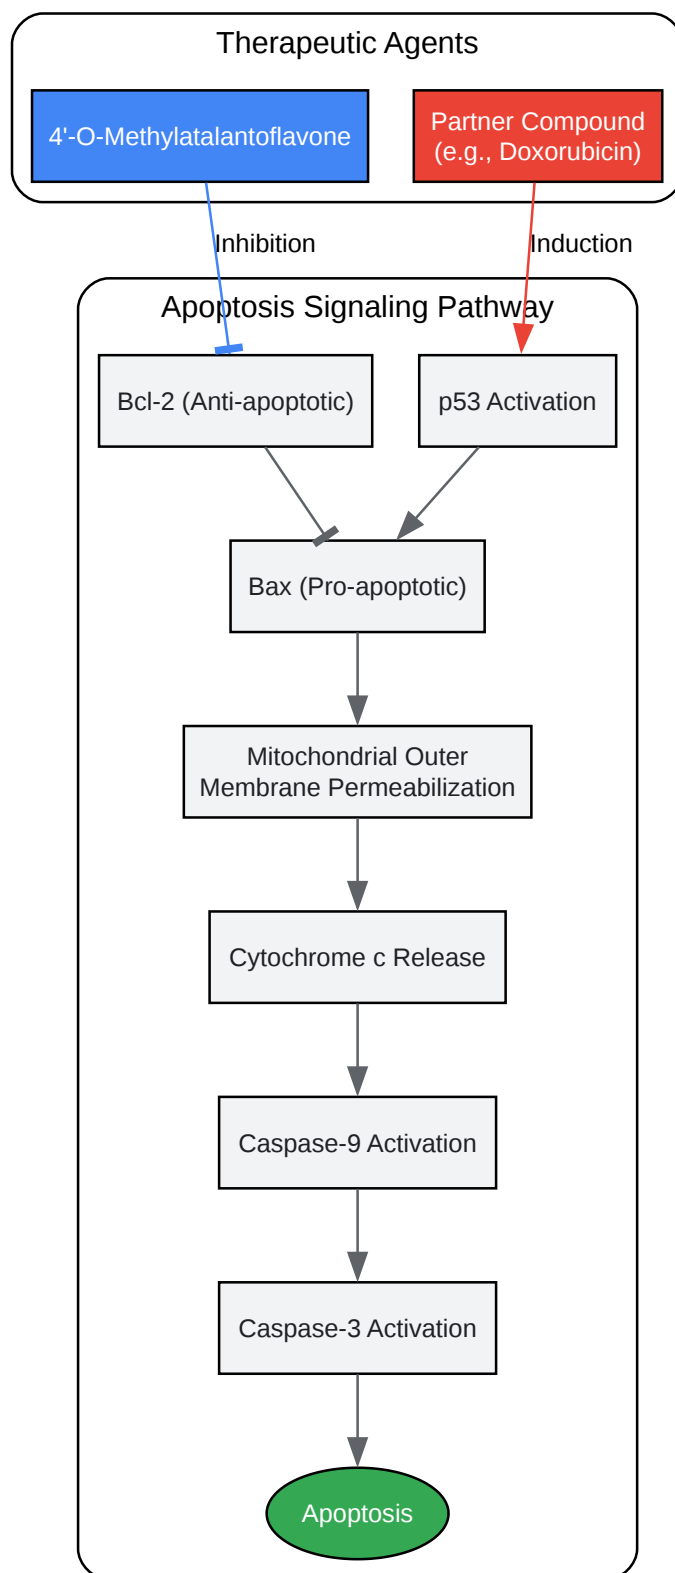 Therapeutic Agents
4'-O-Methylatalantoflavone
Partner Compound
(e.g., Doxorubicin)
Inhibition
Induction
Apoptosis Signaling Pathway
Bcl-2 (Anti-apoptotic)
p53 Activation
Bax (Pro-apoptotic)
Mitochondrial Outer
Membrane Permeabilization
Cytochrome c Release
Caspase-9 Activation
Caspase-3 Activation
Apoptosis